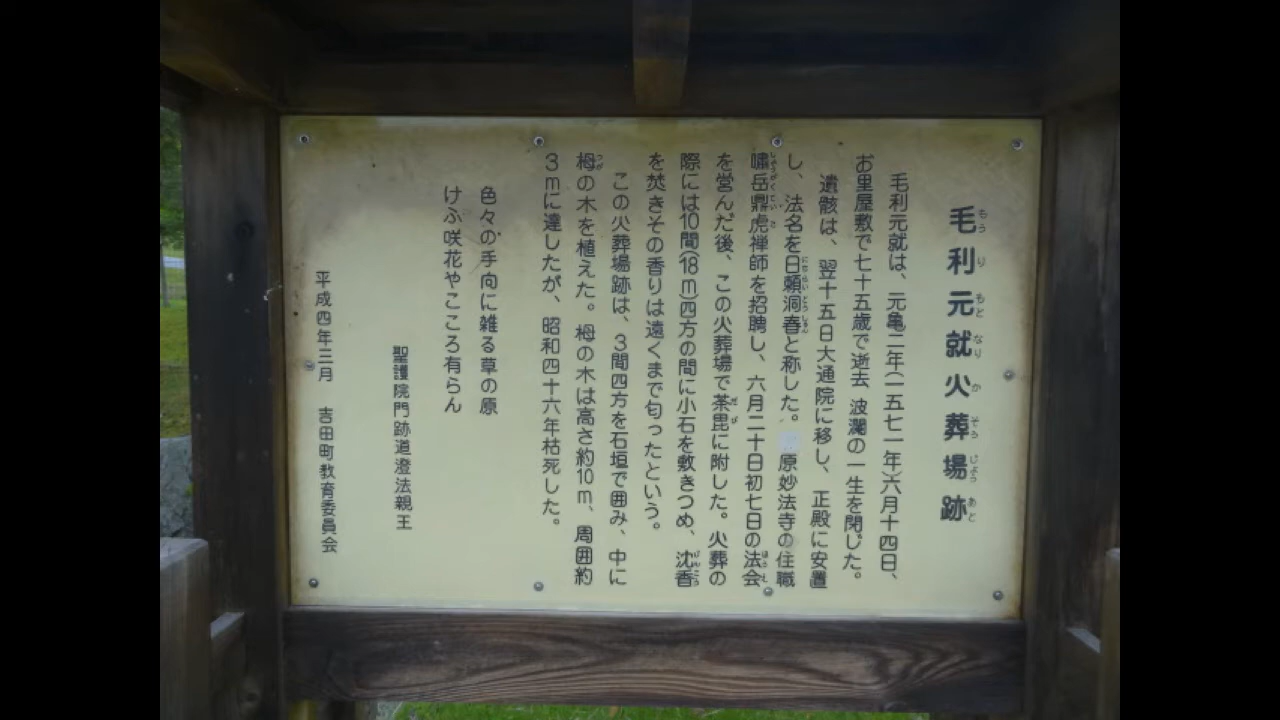 毛利元就火葬場跡
毛利元就は、元亀二年(一五七一年)六月十四日、
お里屋敷で七十五歳で逝去、波瀾の一生を閉じた。
遺骸は、翌十五日大通院に移し、正殿に安置
し、法名を日頼洞春と称した。 原妙法寺の住職
嘯岳鼎虎禅師を招聘し、六月二十日初七日の法会
を営んだ後、この火葬場で荼毘に附した。火葬の
際には10間(18m)四方の間に小石を敷きつめ、沈香
を焚きその香りは遠くまで匂ったという。
この火葬場跡は、3間四方を石垣で囲み、中に
栂の木を植えた。栂の木は高さ約10m、周囲約
3mに達したが、昭和四十六年枯死した。
色々の手向に雑る草の原
けふ咲花やこころ有らん
聖護院門跡道澄法親王
平成四年三月 吉田町教育委員会